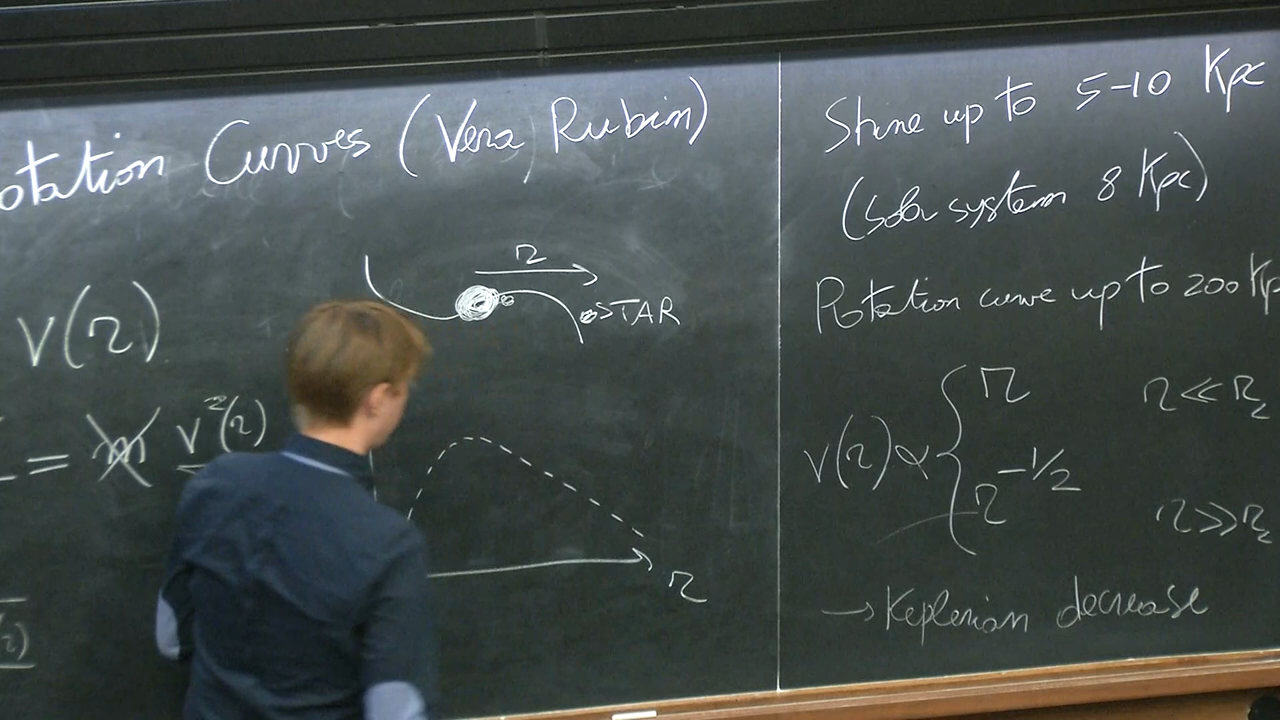 otation Curves (Vera Rubin)
V(r)
r
STAR
= m v²(r)
r
r)
Shine up to 5-10 Kpc
(Solar system 8 Kpc)
Rotation curve up to 200 Kp
v(r) ∝ { r r ≪ r
r^-1/2 r ≫ r
→ Keplerian decrease